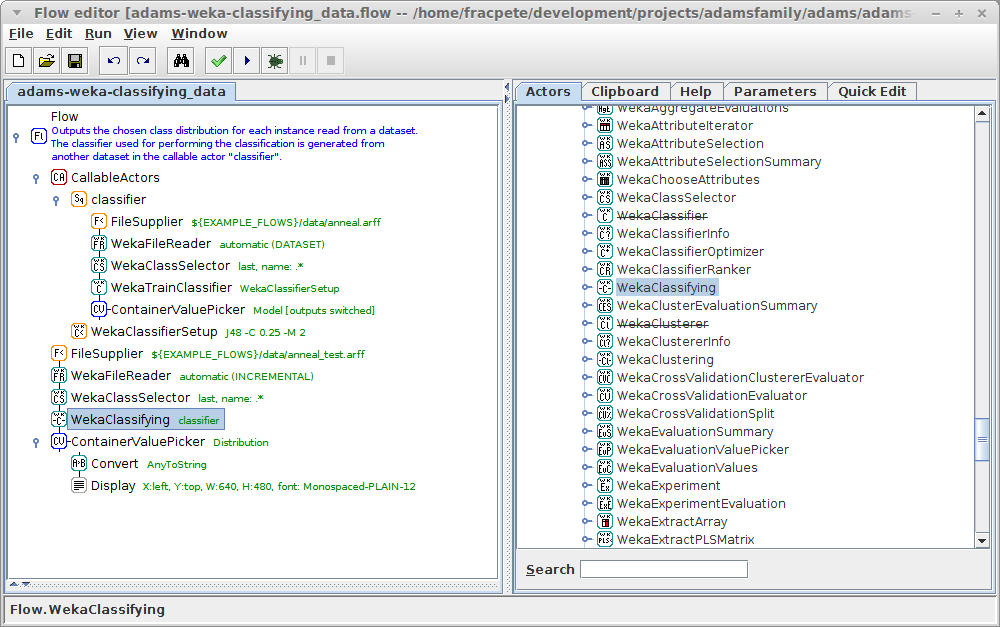 Flow editor [adams-weka-classifying_data.flow -- /home/fracpete/development/projects/adamsfamily/adams/adams-
File Edit Run View Window
adams-weka-classifying_data
Flow
Outputs the chosen class distribution for each instance read from a dataset.
The classifier used for performing the classification is generated from
another dataset in the callable actor "classifier".
CallableActors
classifier
FileSupplier ${EXAMPLE_FLOWS}/data/anneal.arff
WekaFileReader automatic (DATASET)
WekaClassSelector last, name: .*
WekaTrainClassifier WekaClassifierSetup
ContainerValuePicker Model [outputs switched]
WekaClassifierSetup J48 -C 0.25 -M 2
FileSupplier ${EXAMPLE_FLOWS}/data/anneal_test.arff
WekaFileReader automatic (INCREMENTAL)
WekaClassSelector last, name: .*
WekaClassifying classifier
ContainerValuePicker Distribution
Convert AnyToString
Display X:left, Y:top, W:640, H:480, font: Monospaced-PLAIN-12
Actors Clipboard Help Parameters Quick Edit
WekaAggregateEvaluations
WekaAttributeIterator
WekaAttributeSelection
WekaAttributeSelectionSummary
WekaChooseAttributes
WekaClassSelector
WekaClassifier
WekaClassifierInfo
WekaClassifierOptimizer
WekaClassifierRanker
WekaClassifying
WekaClusterEvaluationSummary
WekaClusterer
WekaClustererInfo
WekaClustering
WekaCrossValidationClustererEvaluator
WekaCrossValidationEvaluator
WekaCrossValidationSplit
WekaEvaluationSummary
WekaEvaluationValuePicker
WekaEvaluationValues
WekaExperiment
WekaExperimentEvaluation
WekaExtractArray
WekaExtractPLSMatrix
Search
Flow.WekaClassifying